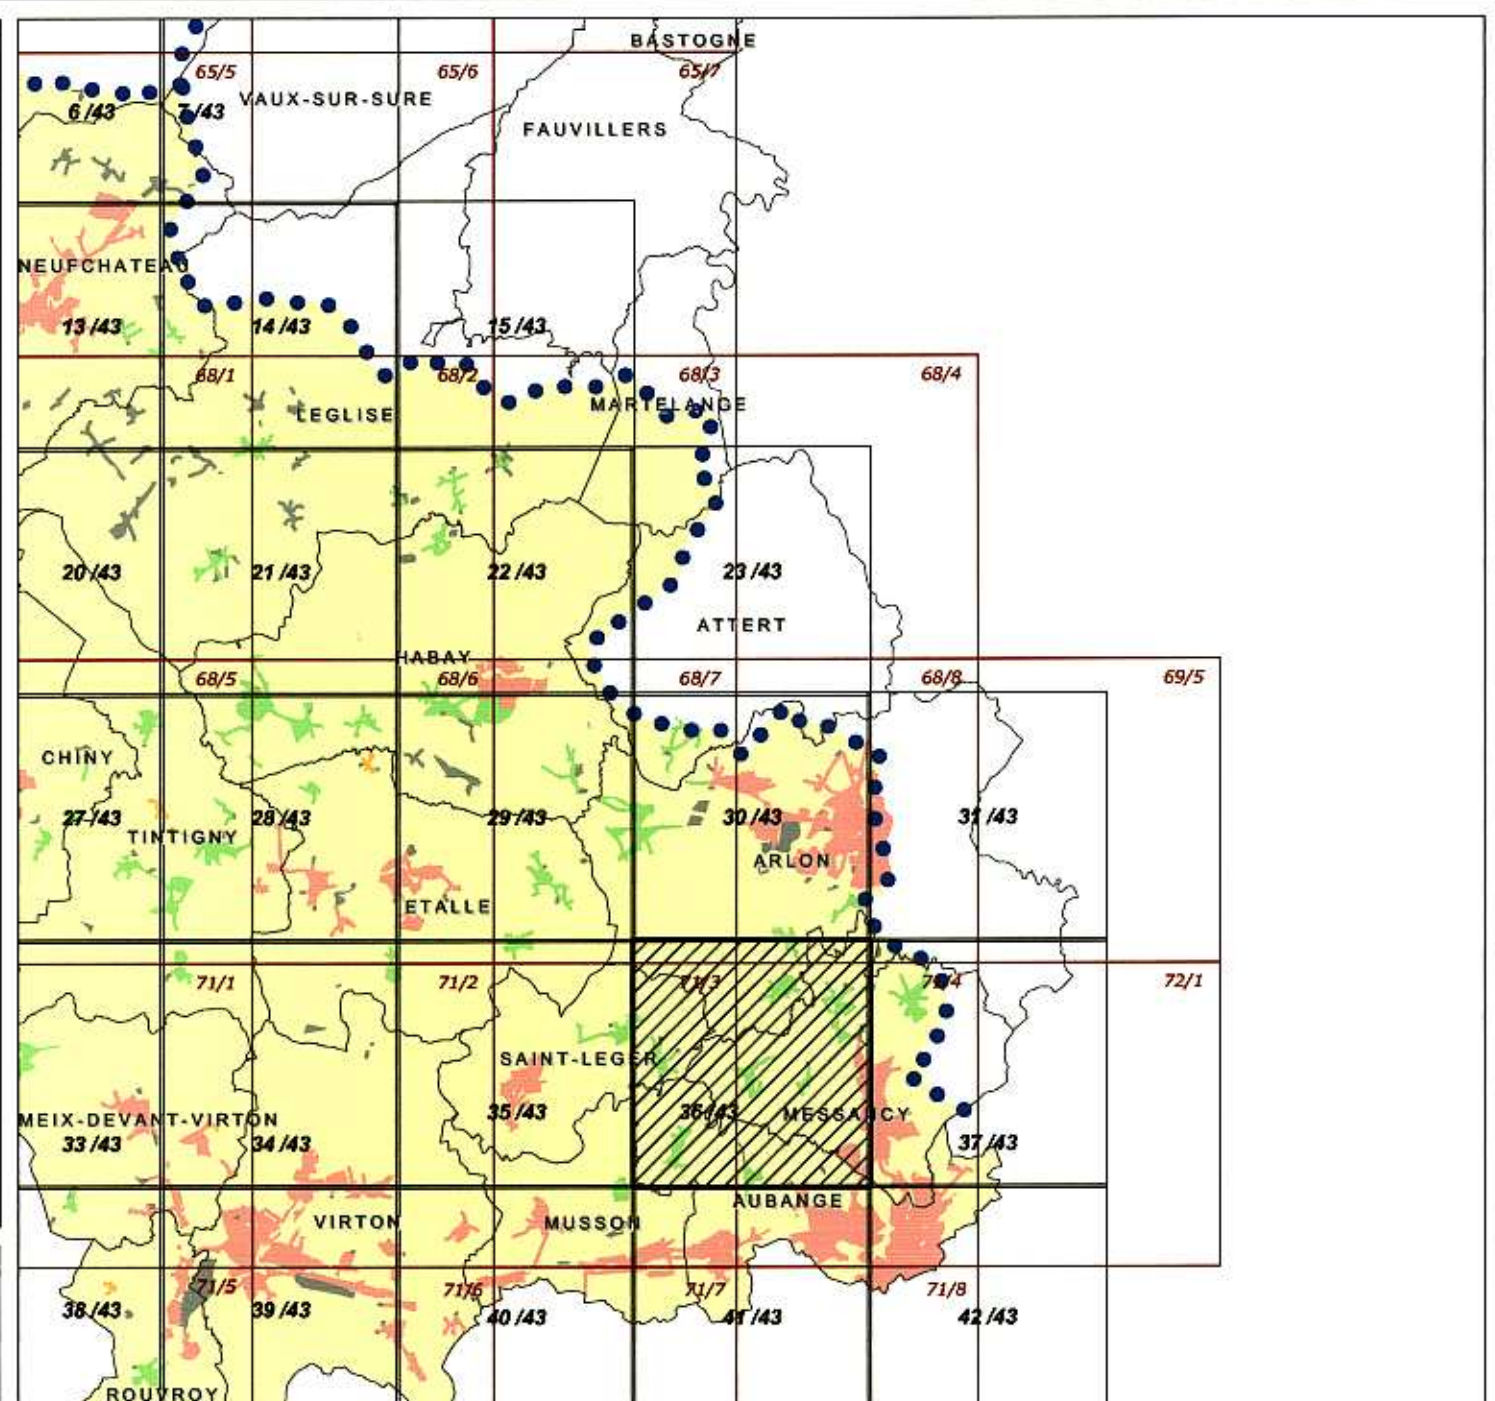 BASTOGNE
65/5 65/6 65/7
VAUX-SUR-SURE
6 /43 7 /43
FAUVILLERS
NEUFCHATEAU
13 /43 14 /43 15 /43
68/1 68/2 68/3 68/4
MARTELANGE
LEGLISE
20 /43 21 /43 22 /43 23 /43
ATTERT
HABAY
68/5 68/6 68/7 68/8 69/5
CHINY
27 /43 28 /43 29 /43 30 /43 31 /43
TINTIGNY
ARLON
ETALLE
71/1 71/2 71/3 71/4 72/1
SAINT-LEGER
35 /43 36 /43 MESSANCY
MEIX-DEVANT-VIRTON
33 /43 34 /43 37 /43
AUBANGE
VIRTON MUSSON
71/5 71/6 71/7 71/8
38 /43 39 /43 40 /43 41 /43 42 /43
ROUVROY